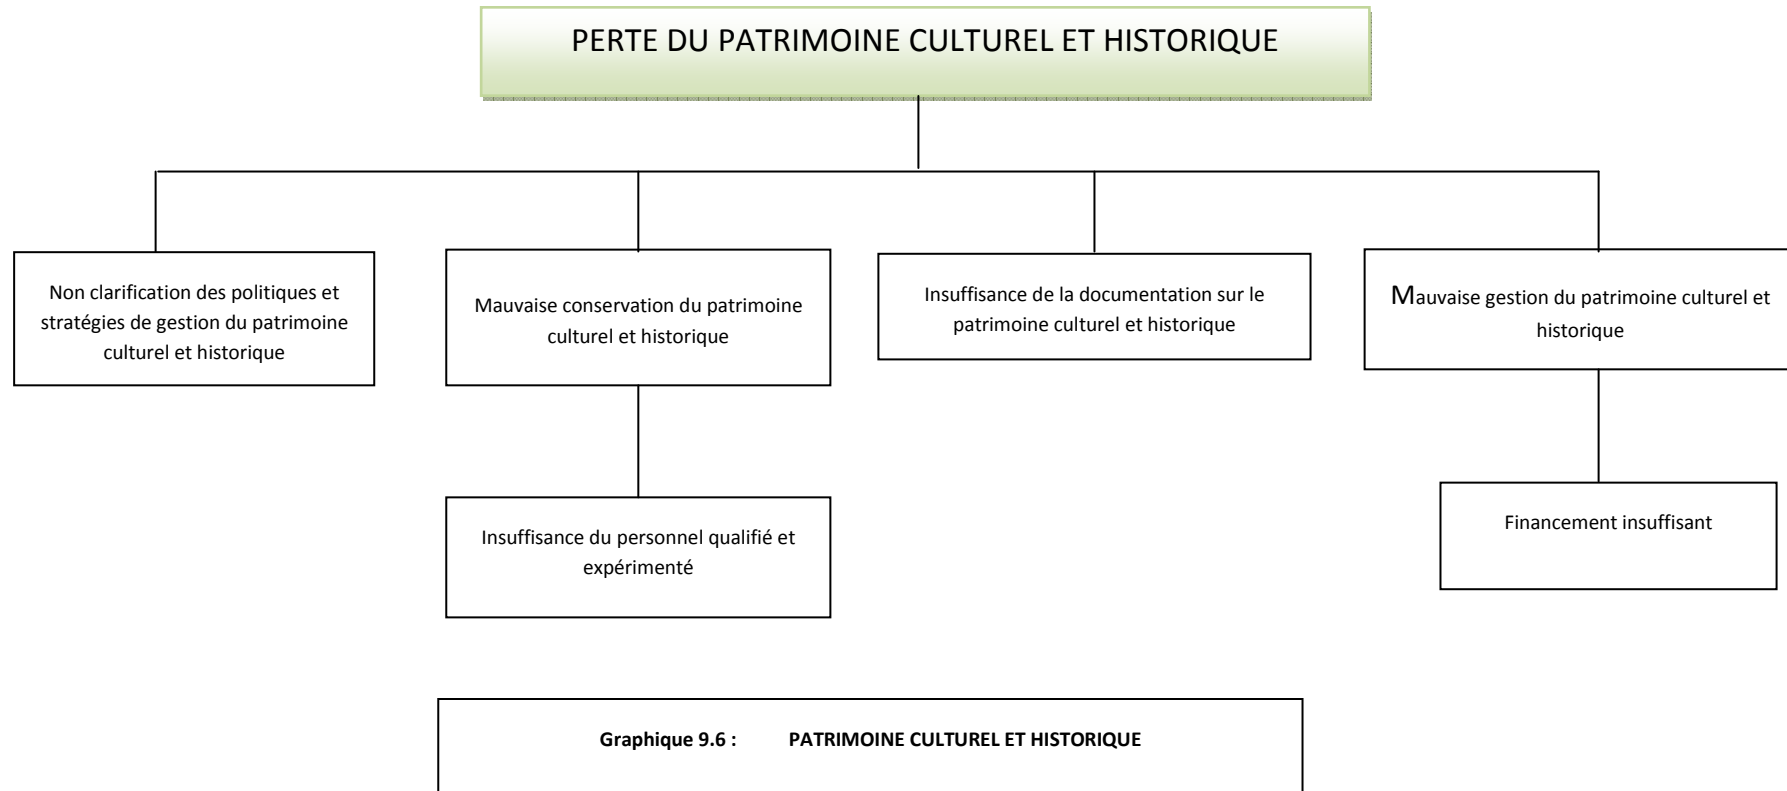 PERTE DU PATRIMOINE CULTUREL ET HISTORIQUE
Non clarification des politiques et
stratégies de gestion du patrimoine
culturel et historique
Mauvaise conservation du patrimoine
culturel et historique
Insuffisance de la documentation sur le
patrimoine culturel et historique
Mauvaise gestion du patrimoine culturel et
historique
Insuffisance du personnel qualifié et
expérimenté
Financement insuffisant
Graphique 9.6 : PATRIMOINE CULTUREL ET HISTORIQUE